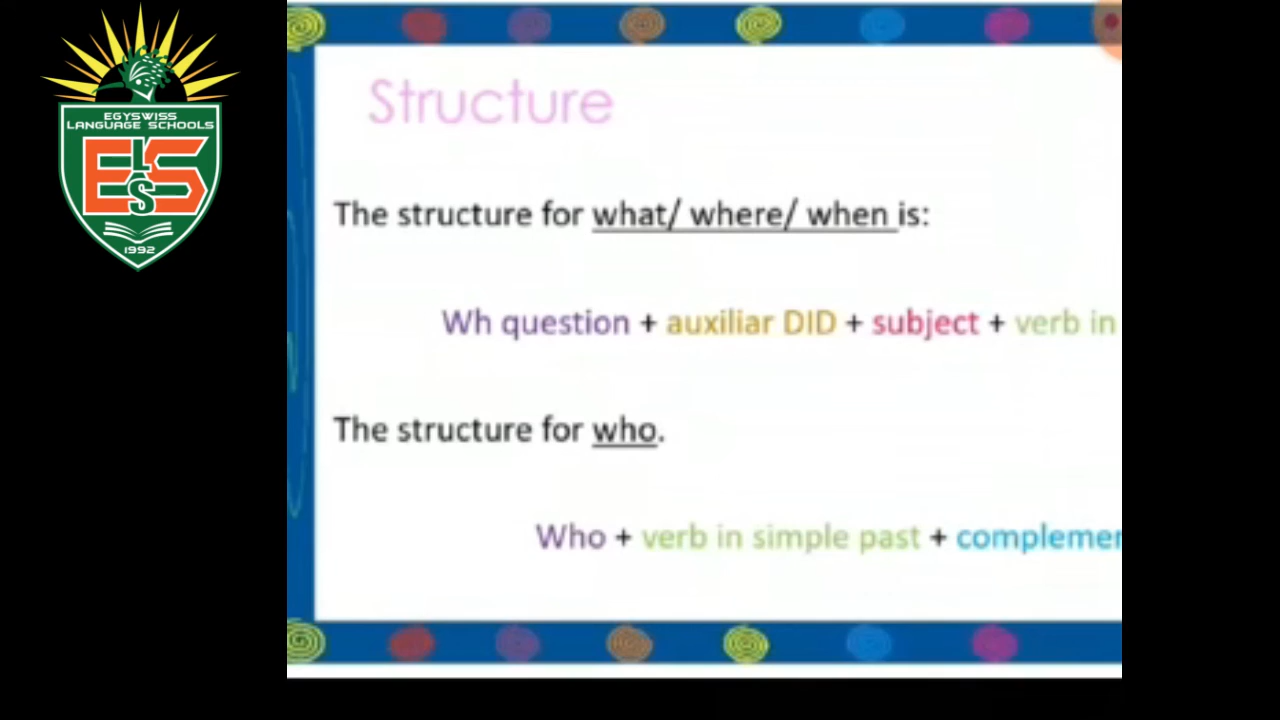 EGYSWISS
LANGUAGE SCHOOLS
ELSS
1992
Structure
The structure for what/ where/ when is:
Wh question + auxiliar DID + subject + verb in
The structure for who.
Who + verb in simple past + complemen